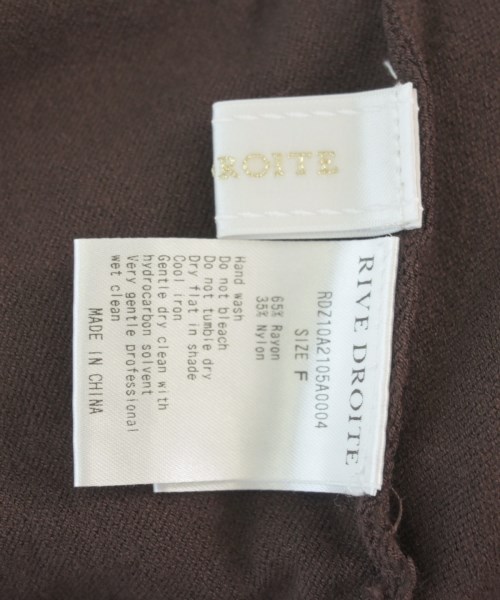 ROITE
RIVE DROITE
RDZ10A2105A0004
SIZE F
65% Rayon
35% Nylon
Hand wash
Do not bleach
Do not tumble dry
Dry flat in shade
Cool iron
Gentle dry clean with
hydrocarbon solvent
Very gentle professional
wet clean
MADE IN CHINA